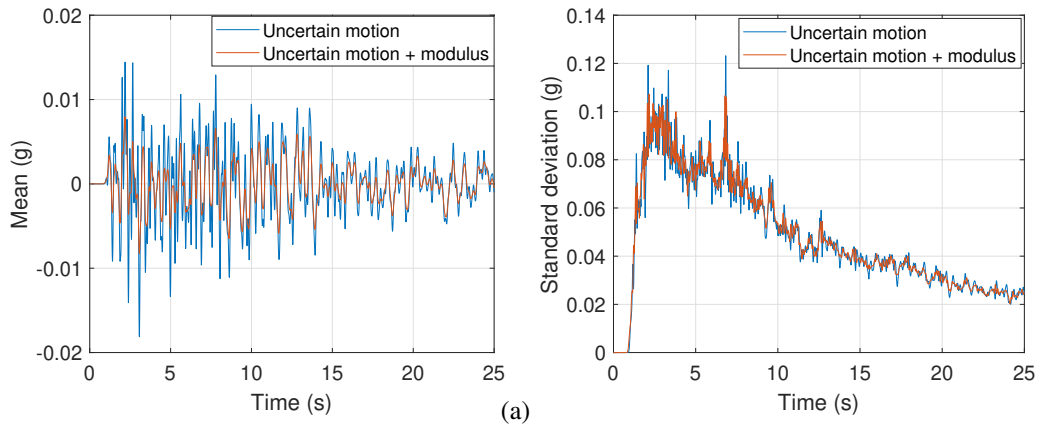 0.02
0.01
0
-0.01
-0.02
Mean (g)
Uncertain motion
Uncertain motion + modulus
0 5 10 15 20 25
Time (s)
0.14
0.12
0.1
0.08
0.06
0.04
0.02
0
Standard deviation (g)
Uncertain motion
Uncertain motion + modulus
0 5 10 15 20 25
Time (s)
(a)